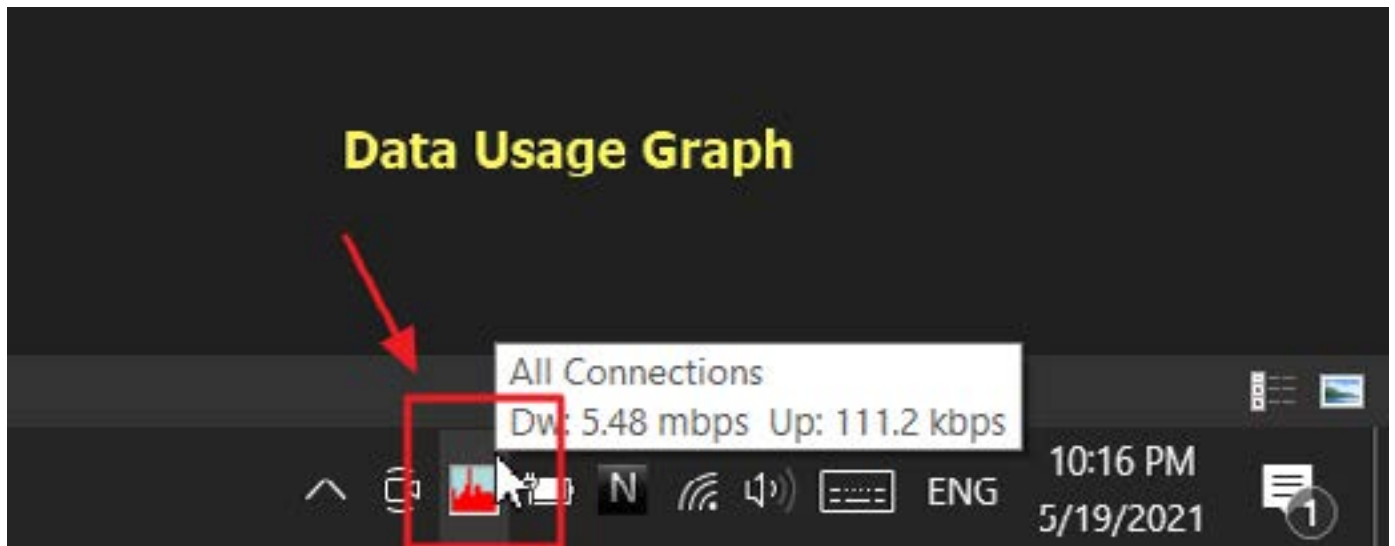 Data Usage Graph
All Connections
Dw: 5.48 mbps Up: 111.2 kbps
N
ENG
10:16 PM
5/19/2021
1